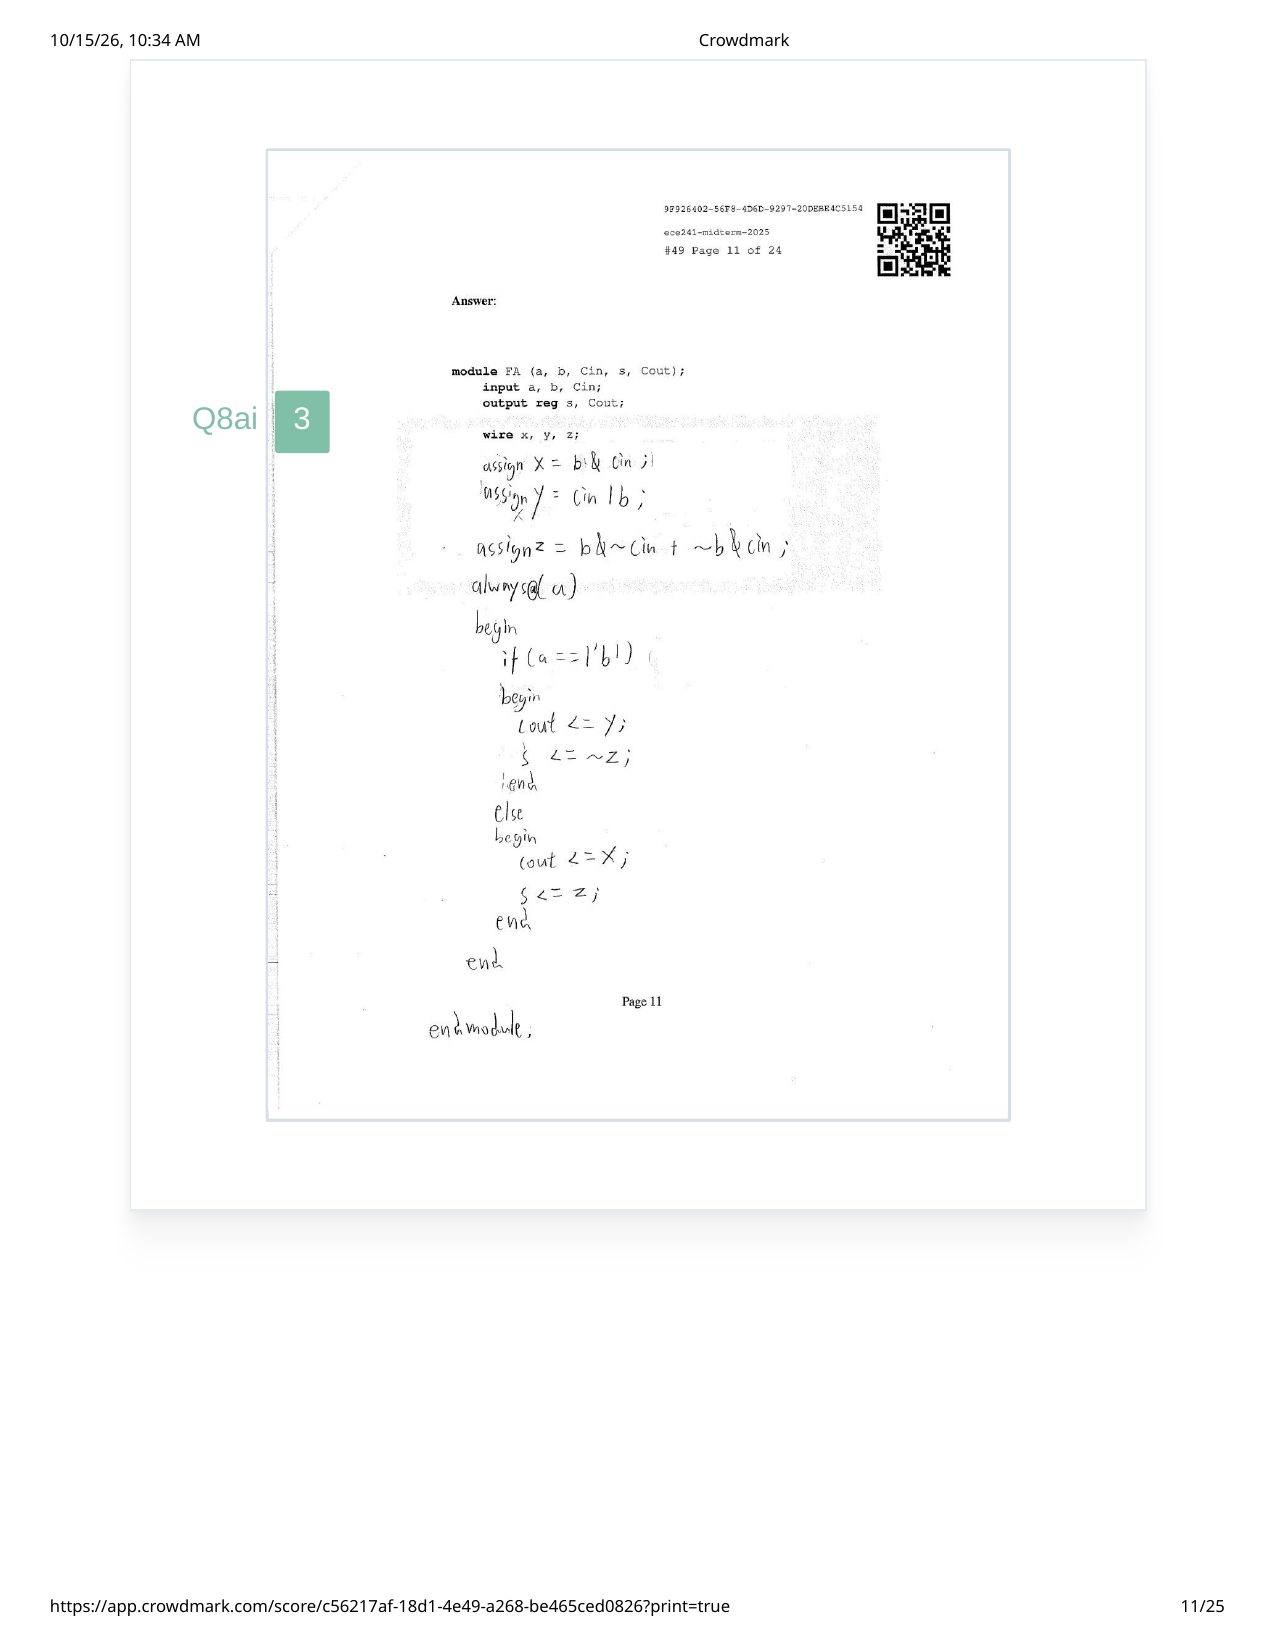 10/15/26, 10:34 AM Crowdmark
9F926402-56F8-4D6D-9297-20DEBE4C5154
ece241-midterm-2025
#49 Page 11 of 24
Answer:
module FA (a, b, Cin, s, Cout);
input a, b, Cin;
output reg s, Cout;
Q8ai 3
wire x, y, z;
assign x = b & cin ;
assign y = cin | b ;
assign z = b & ~ cin + ~b & cin ;
always@( a )
begin
if (a == 1'b1)
begin
cout <= y;
s <= ~z;
end
else
begin
cout <= x;
s <= z;
end
end
Page 11
endmodule;
https://app.crowdmark.com/score/c56217af-18d1-4e49-a268-be465ced0826?print=true 11/25